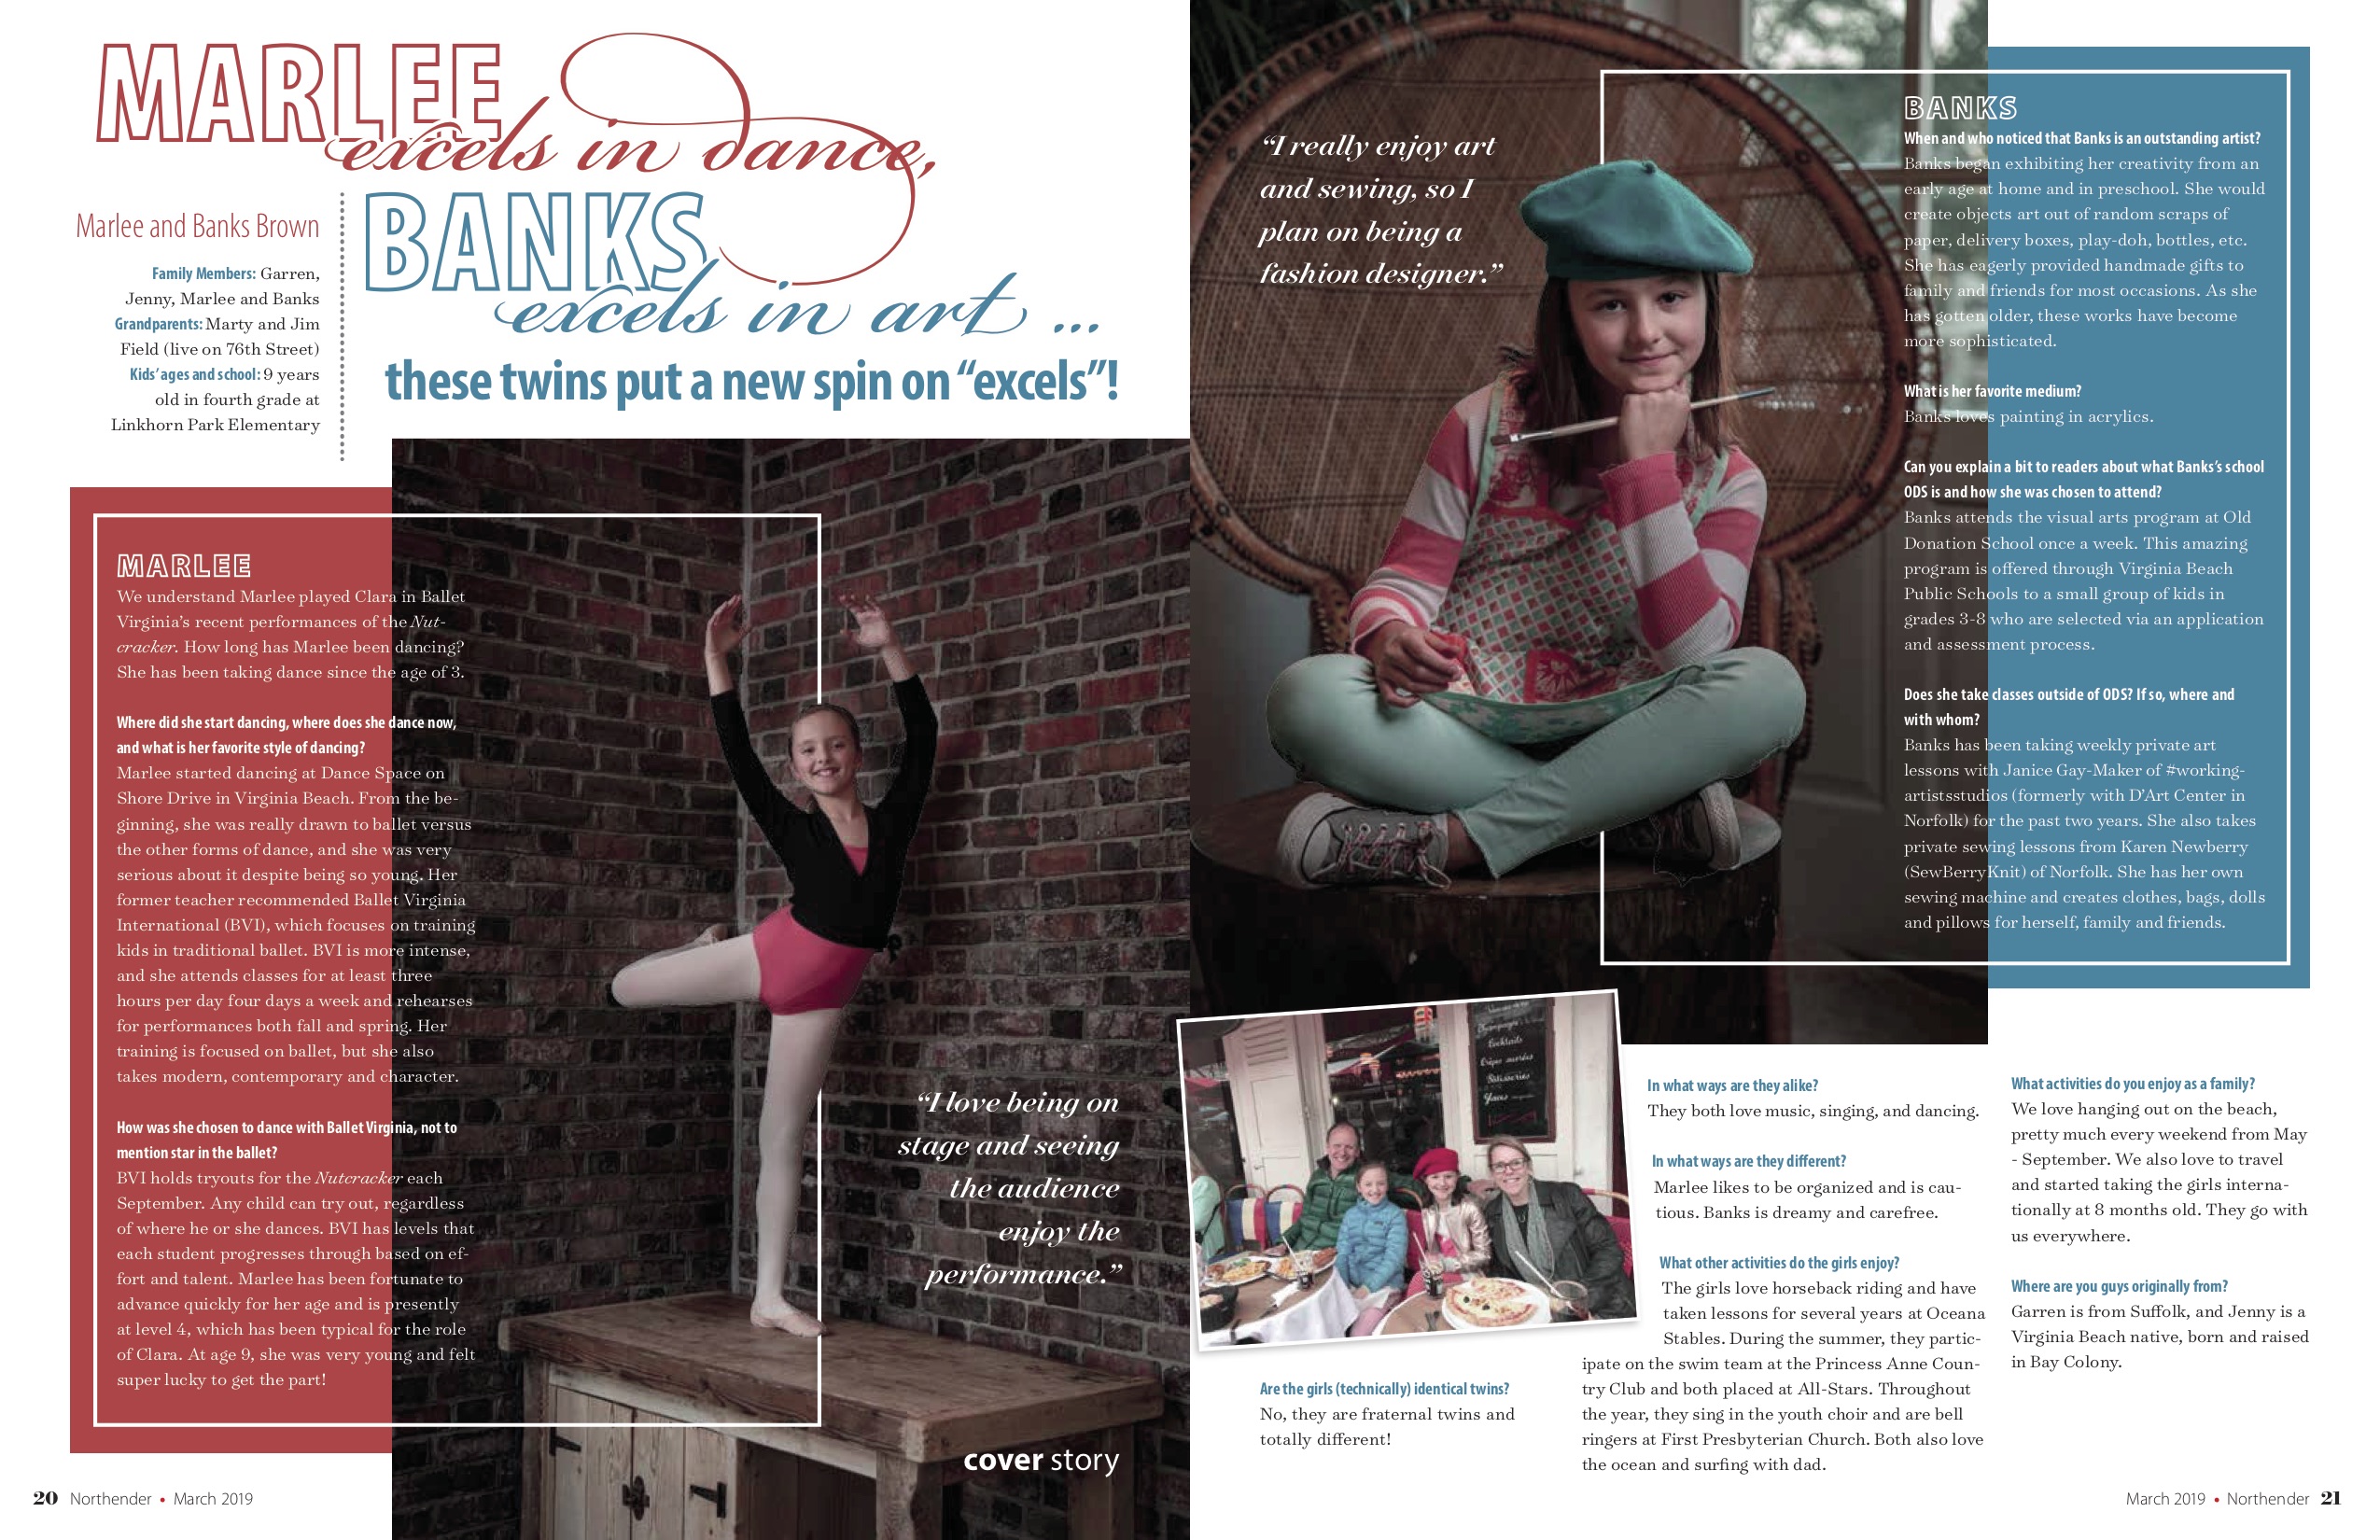 MARLEE
excels in dance,
BANKS
excels in art ...
these twins put a new spin on “excels”!
Marlee and Banks Brown
Family Members: Garren,
Jenny, Marlee and Banks
Grandparents: Marty and Jim
Field (live on 76th Street)
Kids’ ages and school: 9 years
old in fourth grade at
Linkhorn Park Elementary
MARLEE
We understand Marlee played Clara in Ballet
Virginia’s recent performances of the Nut-
cracker. How long has Marlee been dancing?
She has been taking dance since the age of 3.
Where did she start dancing, where does she dance now,
and what is her favorite style of dancing?
Marlee started dancing at Dance Space on
Shore Drive in Virginia Beach. From the be-
ginning, she was really drawn to ballet versus
the other forms of dance, and she was very
serious about it despite being so young. Her
former teacher recommended Ballet Virginia
International (BVI), which focuses on training
kids in traditional ballet. BVI is more intense,
and she attends classes for at least three
hours per day four days a week and rehearses
for performances both fall and spring. Her
training is focused on ballet, but she also
takes modern, contemporary and character.
How was she chosen to dance with Ballet Virginia, not to
mention star in the ballet?
BVI holds tryouts for the Nutcracker each
September. Any child can try out, regardless
of where he or she dances. BVI has levels that
each student progresses through based on ef-
fort and talent. Marlee has been fortunate to
advance quickly for her age and is presently
at level 4, which has been typical for the role
of Clara. At age 9, she was very young and felt
super lucky to get the part!
“I love being on
stage and seeing
the audience
enjoy the
performance.”
cover story
20 Northender • March 2019
“I really enjoy art
and sewing, so I
plan on being a
fashion designer.”
BANKS
When and who noticed that Banks is an outstanding artist?
Banks began exhibiting her creativity from an
early age at home and in preschool. She would
create objects art out of random scraps of
paper, delivery boxes, play-doh, bottles, etc.
She has eagerly provided handmade gifts to
family and friends for most occasions. As she
has gotten older, these works have become
more sophisticated.
What is her favorite medium?
Banks loves painting in acrylics.
Can you explain a bit to readers about what Banks’s school
ODS is and how she was chosen to attend?
Banks attends the visual arts program at Old
Donation School once a week. This amazing
program is offered through Virginia Beach
Public Schools to a small group of kids in
grades 3-8 who are selected via an application
and assessment process.
Does she take classes outside of ODS? If so, where and
with whom?
Banks has been taking weekly private art
lessons with Janice Gay-Maker of #working-
artistsstudios (formerly with D’Art Center in
Norfolk) for the past two years. She also takes
private sewing lessons from Karen Newberry
(SewBerryKnit) of Norfolk. She has her own
sewing machine and creates clothes, bags, dolls
and pillows for herself, family and friends.
Cocktails
Pâtisseries
Glaces
Are the girls (technically) identical twins?
No, they are fraternal twins and
totally different!
In what ways are they alike?
They both love music, singing, and dancing.
In what ways are they different?
Marlee likes to be organized and is cau-
tious. Banks is dreamy and carefree.
What other activities do the girls enjoy?
The girls love horseback riding and have
taken lessons for several years at Oceana
Stables. During the summer, they partic-
ipate on the swim team at the Princess Anne Coun-
try Club and both placed at All-Stars. Throughout
the year, they sing in the youth choir and are bell
ringers at First Presbyterian Church. Both also love
the ocean and surfing with dad.
What activities do you enjoy as a family?
We love hanging out on the beach,
pretty much every weekend from May
- September. We also love to travel
and started taking the girls interna-
tionally at 8 months old. They go with
us everywhere.
Where are you guys originally from?
Garren is from Suffolk, and Jenny is a
Virginia Beach native, born and raised
in Bay Colony.
March 2019 • Northender 21